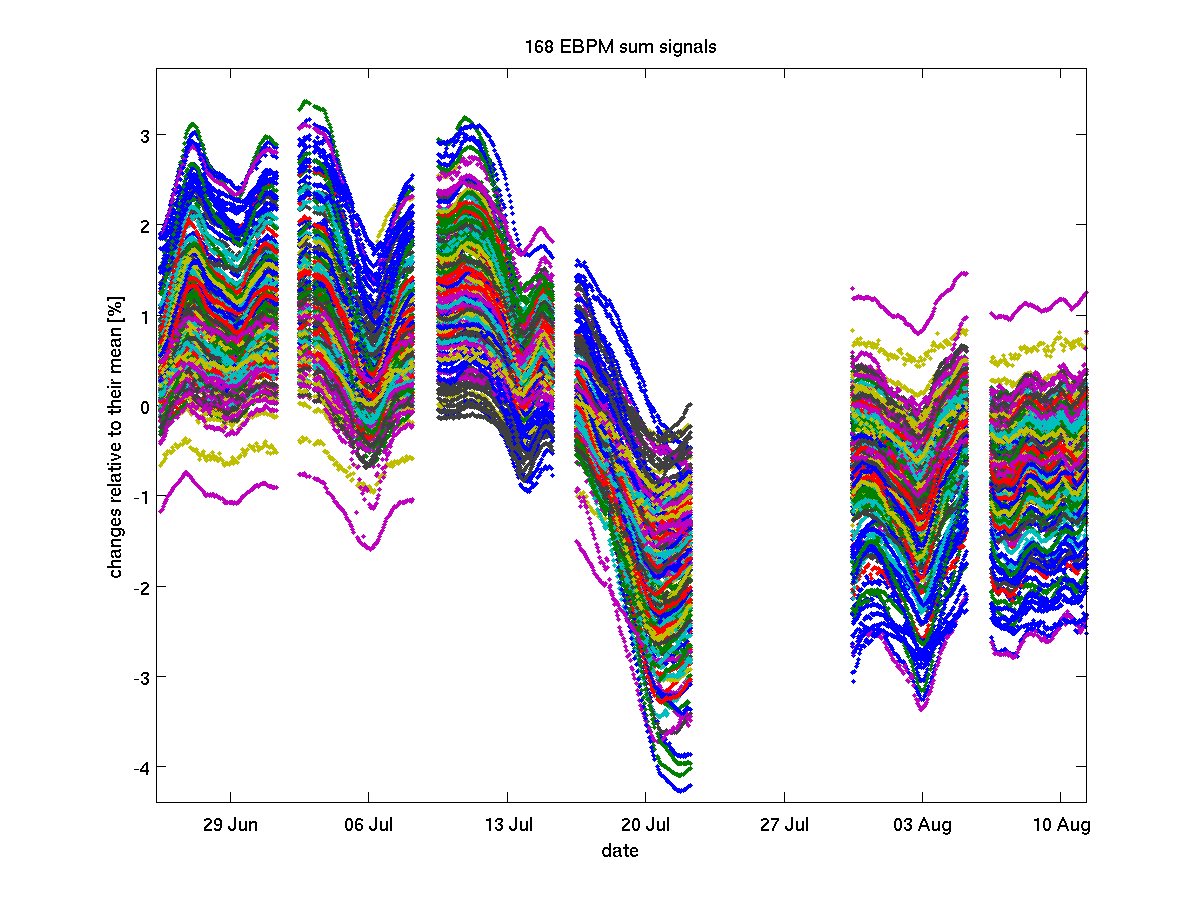 168 EBPM sum signals
changes relative to their mean [%]
3
2
1
0
-1
-2
-3
-4
29 Jun
06 Jul
13 Jul
20 Jul
27 Jul
03 Aug
10 Aug
date